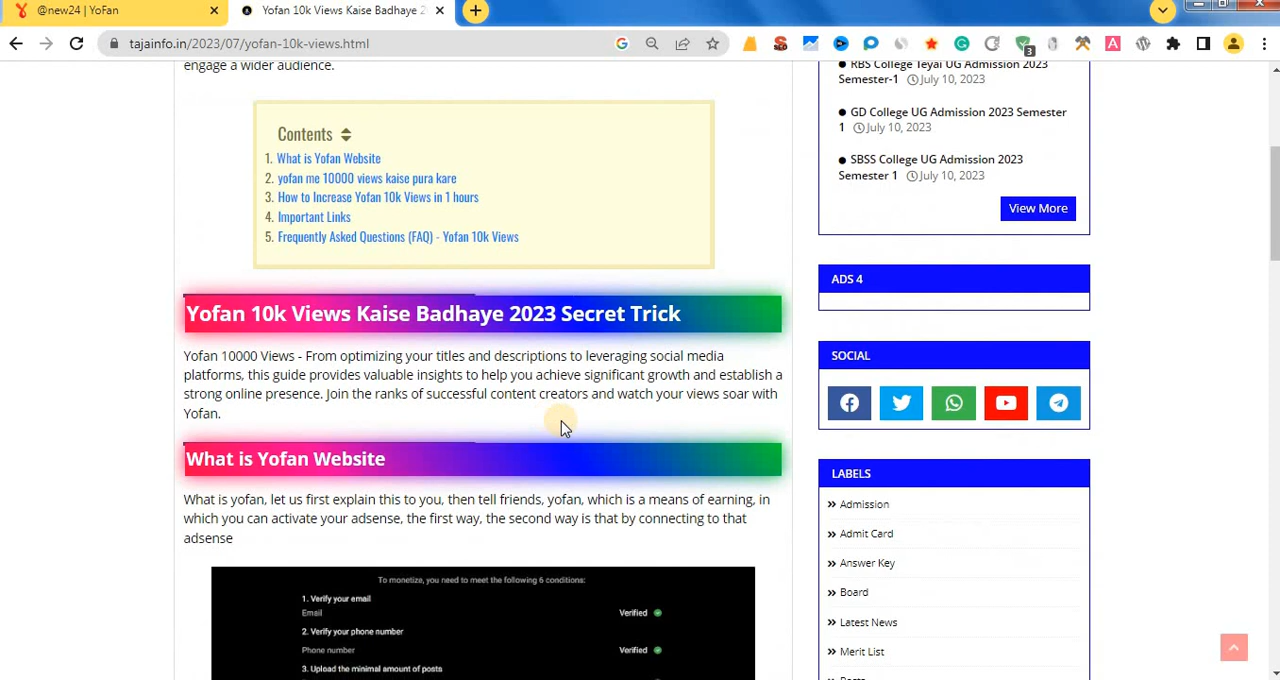 @new24 | YoFan
Yofan 10k Views Kaise Badhaye 2
tajainfo.in/2023/07/yofan-10k-views.html
engage a wider audience.
Contents
1. What is Yofan Website
2. yofan me 10000 views kaise pura kare
3. How to Increase Yofan 10k Views in 1 hours
4. Important Links
5. Frequently Asked Questions (FAQ) - Yofan 10k Views
Yofan 10k Views Kaise Badhaye 2023 Secret Trick
Yofan 10000 Views - From optimizing your titles and descriptions to leveraging social media
platforms, this guide provides valuable insights to help you achieve significant growth and establish a
strong online presence. Join the ranks of successful content creators and watch your views soar with
Yofan.
What is Yofan Website
What is yofan, let us first explain this to you, then tell friends, yofan, which is a means of earning, in
which you can activate your adsense, the first way, the second way is that by connecting to that
adsense
To monetize, you need to meet the following 6 conditions:
1. Verify your email
Email Verified
2. Verify your phone number
Phone number Verified
3. Upload the minimal amount of posts
RBS College Teyai UG Admission 2023
Semester-1 July 10, 2023
GD College UG Admission 2023 Semester
1 July 10, 2023
SBSS College UG Admission 2023
Semester 1 July 10, 2023
View More
ADS 4
SOCIAL
LABELS
Admission
Admit Card
Answer Key
Board
Latest News
Merit List